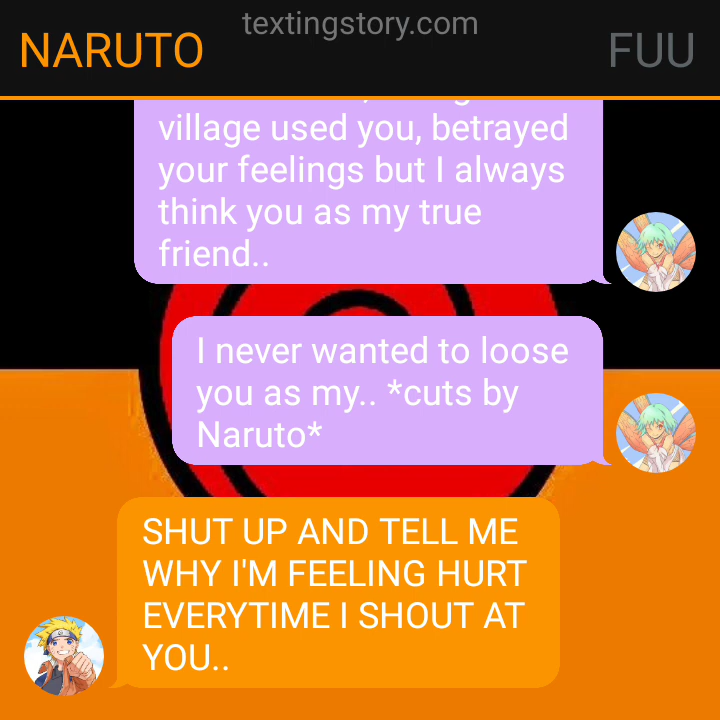 textingstory.com
NARUTO
FUU
village used you, betrayed
your feelings but I always
think you as my true
friend..
I never wanted to loose
you as my.. *cuts by
Naruto*
SHUT UP AND TELL ME
WHY I'M FEELING HURT
EVERYTIME I SHOUT AT
YOU..